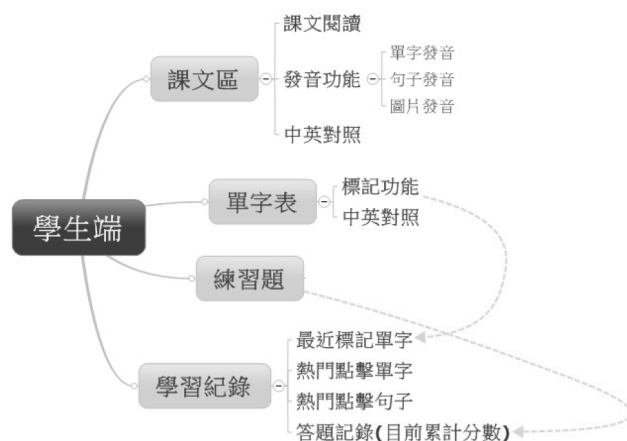 學生端
課文區
課文閱讀
發音功能
單字發音
句子發音
圖片發音
中英對照
單字表
標記功能
中英對照
練習題
學習紀錄
最近標記單字
熱門點擊單字
熱門點擊句子
答題記錄(目前累計分數)